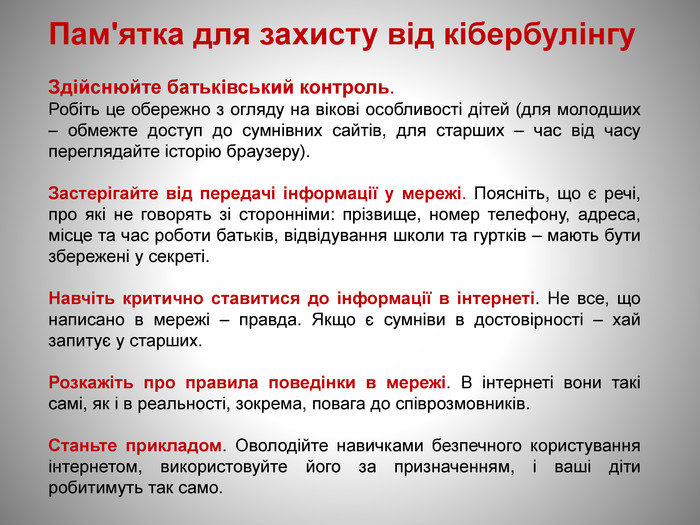 Пам'ятка для захисту від кібербулінгу
Здійснюйте батьківський контроль.
Робіть це обережно з огляду на вікові особливості дітей (для молодших
– обмежте доступ до сумнівних сайтів, для старших – час від часу
переглядайте історію браузеру).
Застерігайте від передачі інформації у мережі. Поясніть, що є речі,
про які не говорять зі сторонніми: прізвище, номер телефону, адреса,
місце та час роботи батьків, відвідування школи та гуртків – мають бути
збережені у секреті.
Навчіть критично ставитися до інформації в інтернеті. Не все, що
написано в мережі – правда. Якщо є сумніви в достовірності – хай
запитує у старших.
Розкажіть про правила поведінки в мережі. В інтернеті вони такі
самі, як і в реальності, зокрема, повага до співрозмовників.
Станьте прикладом. Оволодійте навичками безпечного користування
інтернетом, використовуйте його за призначенням, і ваші діти
робитимуть так само.